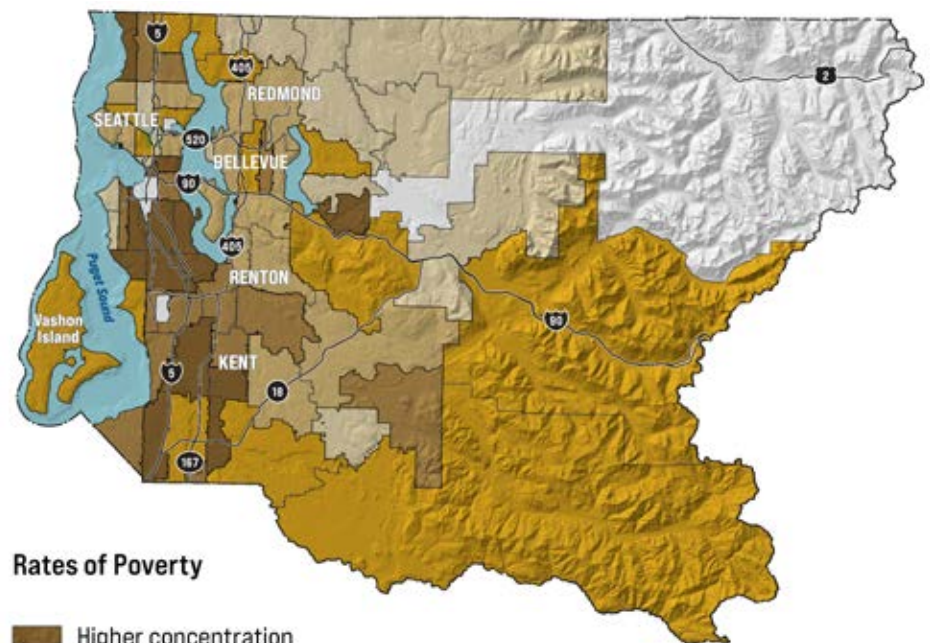 5
2
405
REDMOND
SEATTLE
520
BELLEVUE
90
405
RENTON
Puget Sound
Vashon
Island
90
KENT
5
18
167
Rates of Poverty
Higher concentration